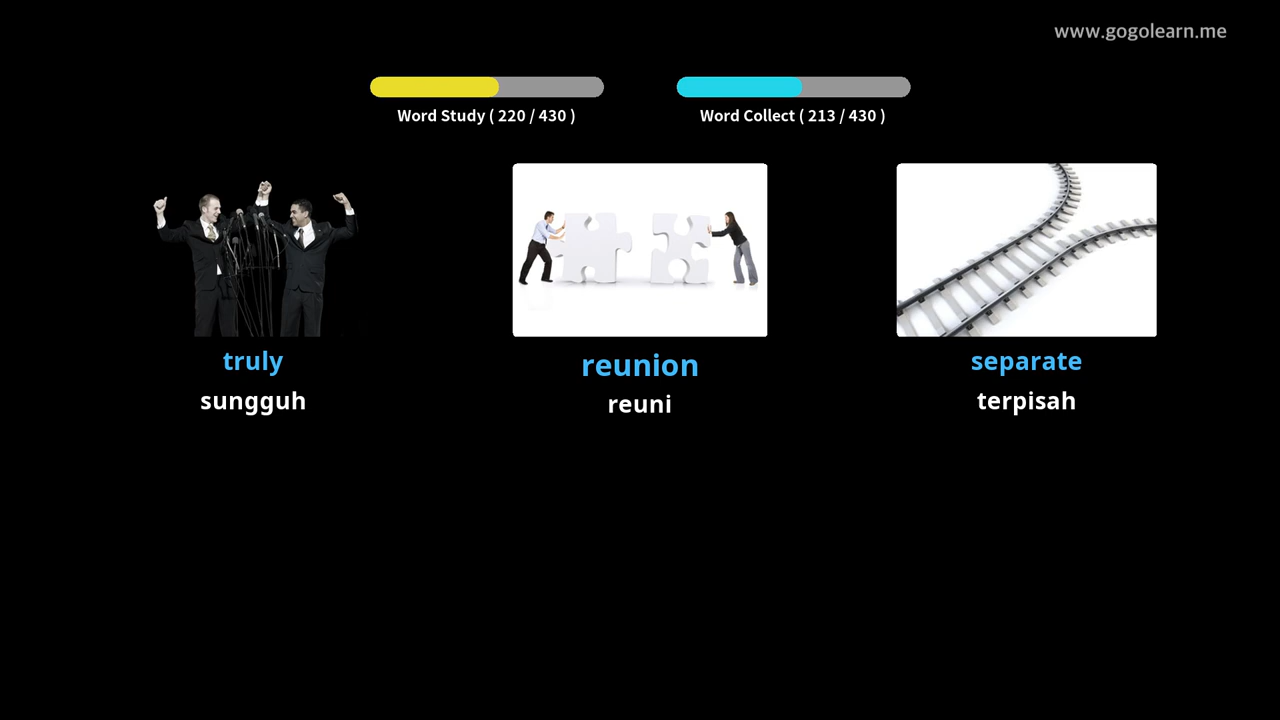 www.gogolearn.me
Word Study ( 220 / 430 )
Word Collect ( 213 / 430 )
truly
sungguh
reunion
reuni
separate
terpisah